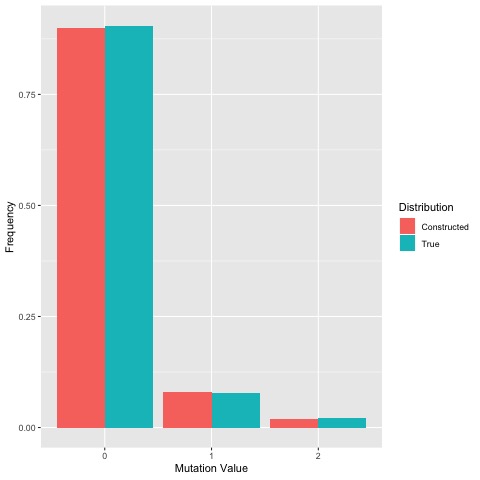 0.75
0.50
0.25
0.00
Frequency
0 1 2
Mutation Value
Distribution
Constructed
True